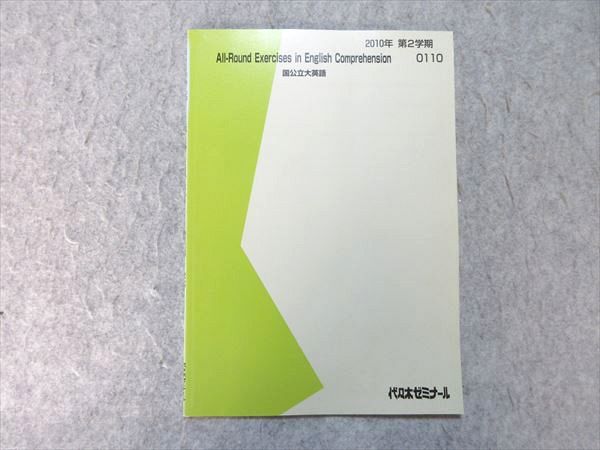 2010年 第2学期
All-Round Exercises in English Comprehension 0110
国公立大英語
代々木ゼミナール